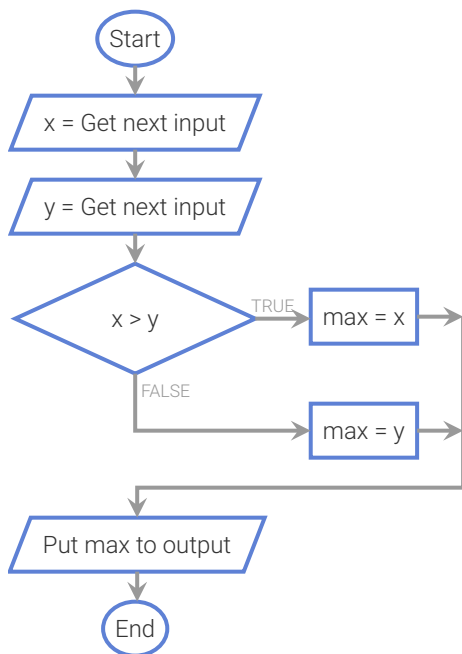 Start
x = Get next input
y = Get next input
x > y
TRUE
max = x
FALSE
max = y
Put max to output
End